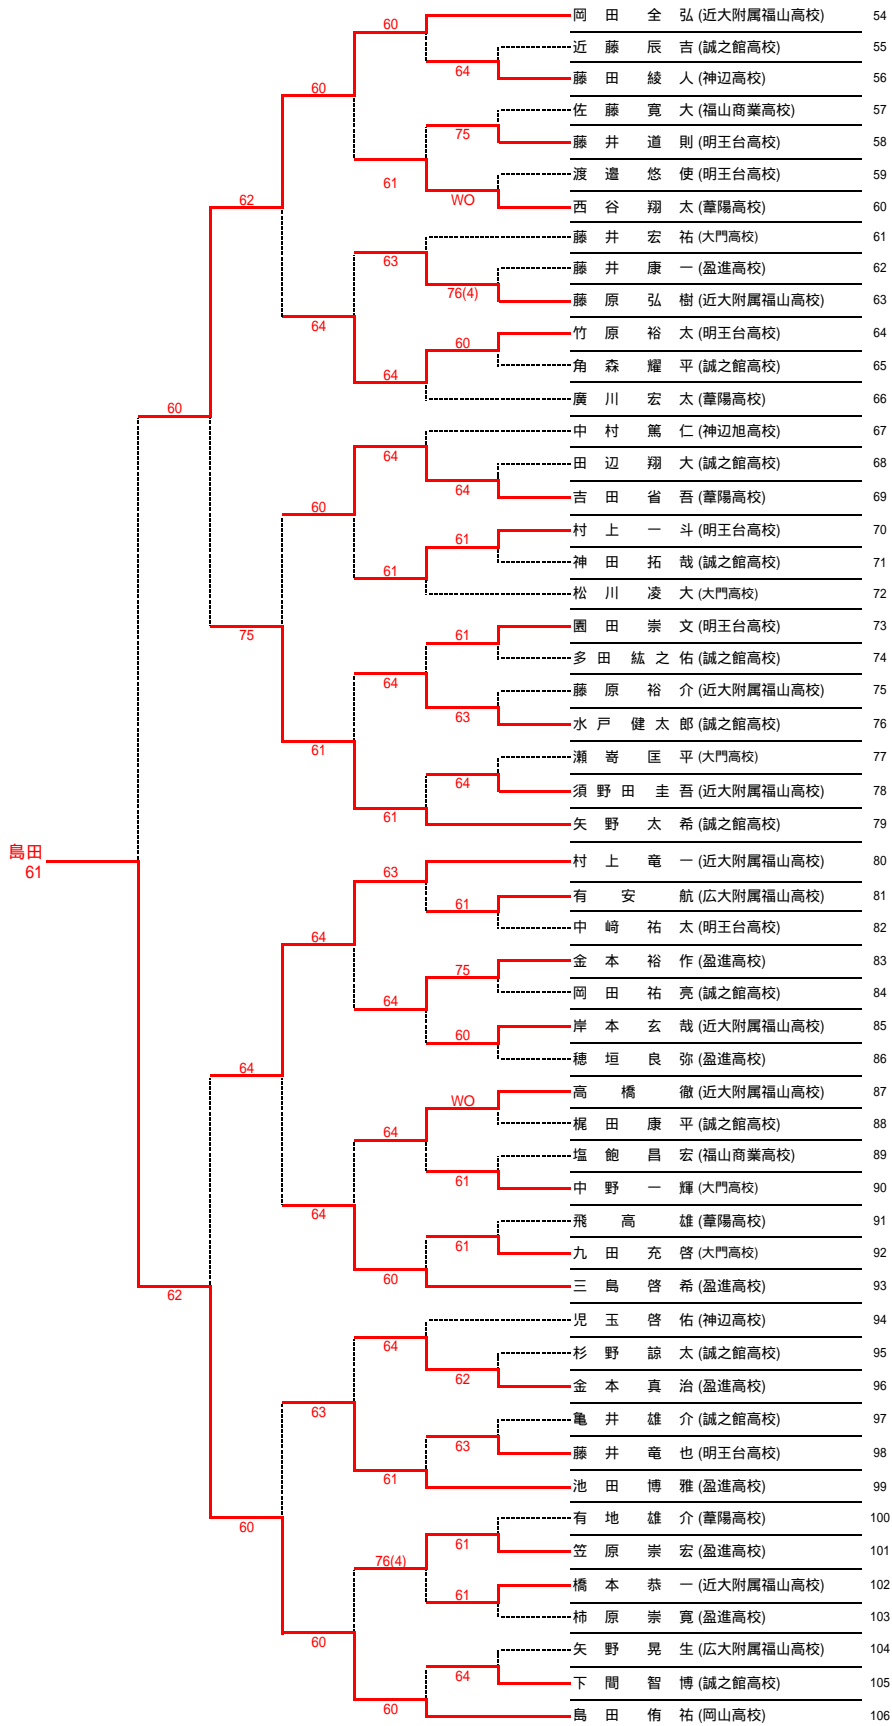 岡田全弘 (近大附属福山高校) 54
60
近藤辰吉 (誠之館高校) 55
64
藤田綾人 (神辺高校) 56
60
佐藤寛大 (福山商業高校) 57
75
藤井道則 (明王台高校) 58
61
渡邉悠使 (明王台高校) 59
WO
西谷翔太 (葦陽高校) 60
62
藤井宏祐 (大門高校) 61
63
藤井康一 (盈進高校) 62
76(4)
藤原弘樹 (近大附属福山高校) 63
64
竹原裕太 (明王台高校) 64
60
角森耀平 (誠之館高校) 65
64
廣川宏太 (葦陽高校) 66
60
中村篤仁 (神辺旭高校) 67
64
田辺翔大 (誠之館高校) 68
64
吉田省吾 (葦陽高校) 69
60
村上一斗 (明王台高校) 70
61
神田拓哉 (誠之館高校) 71
61
松川凌大 (大門高校) 72
75
園田崇文 (明王台高校) 73
61
多田紘之佑 (誠之館高校) 74
64
藤原裕介 (近大附属福山高校) 75
63
水戸健太郎 (誠之館高校) 76
61
瀬嵜匡平 (大門高校) 77
64
須野田圭吾 (近大附属福山高校) 78
61
矢野太希 (誠之館高校) 79
島田
61
村上竜一 (近大附属福山高校) 80
63
有安航 (広大附属福山高校) 81
61
中﨑祐太 (明王台高校) 82
64
金本裕作 (盈進高校) 83
75
岡田祐亮 (誠之館高校) 84
64
岸本玄哉 (近大附属福山高校) 85
60
穂垣良弥 (盈進高校) 86
64
高橋徹 (近大附属福山高校) 87
WO
梶田康平 (誠之館高校) 88
64
塩飽昌宏 (福山商業高校) 89
61
中野一輝 (大門高校) 90
64
飛高雄 (葦陽高校) 91
61
九田充啓 (大門高校) 92
60
三島啓希 (盈進高校) 93
62
児玉啓佑 (神辺高校) 94
64
杉野諒太 (誠之館高校) 95
62
金本真治 (盈進高校) 96
63
亀井雄介 (誠之館高校) 97
63
藤井竜也 (明王台高校) 98
61
池田博雅 (盈進高校) 99
60
有地雄介 (葦陽高校) 100
61
笠原崇宏 (盈進高校) 101
76(4)
橋本恭一 (近大附属福山高校) 102
61
柿原崇寛 (盈進高校) 103
60
矢野晃生 (広大附属福山高校) 104
64
下間智博 (誠之館高校) 105
60
島田侑祐 (岡山高校) 106